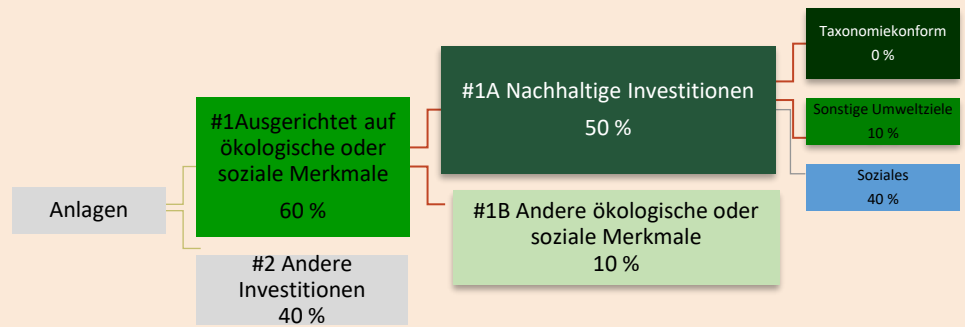 Anlagen
#1Ausgerichtet auf
ökologische oder
soziale Merkmale
60 %
#2 Andere
Investitionen
40 %
#1A Nachhaltige Investitionen
50 %
#1B Andere ökologische oder
soziale Merkmale
10 %
Taxonomiekonform
0 %
Sonstige Umweltziele
10 %
Soziales
40 %